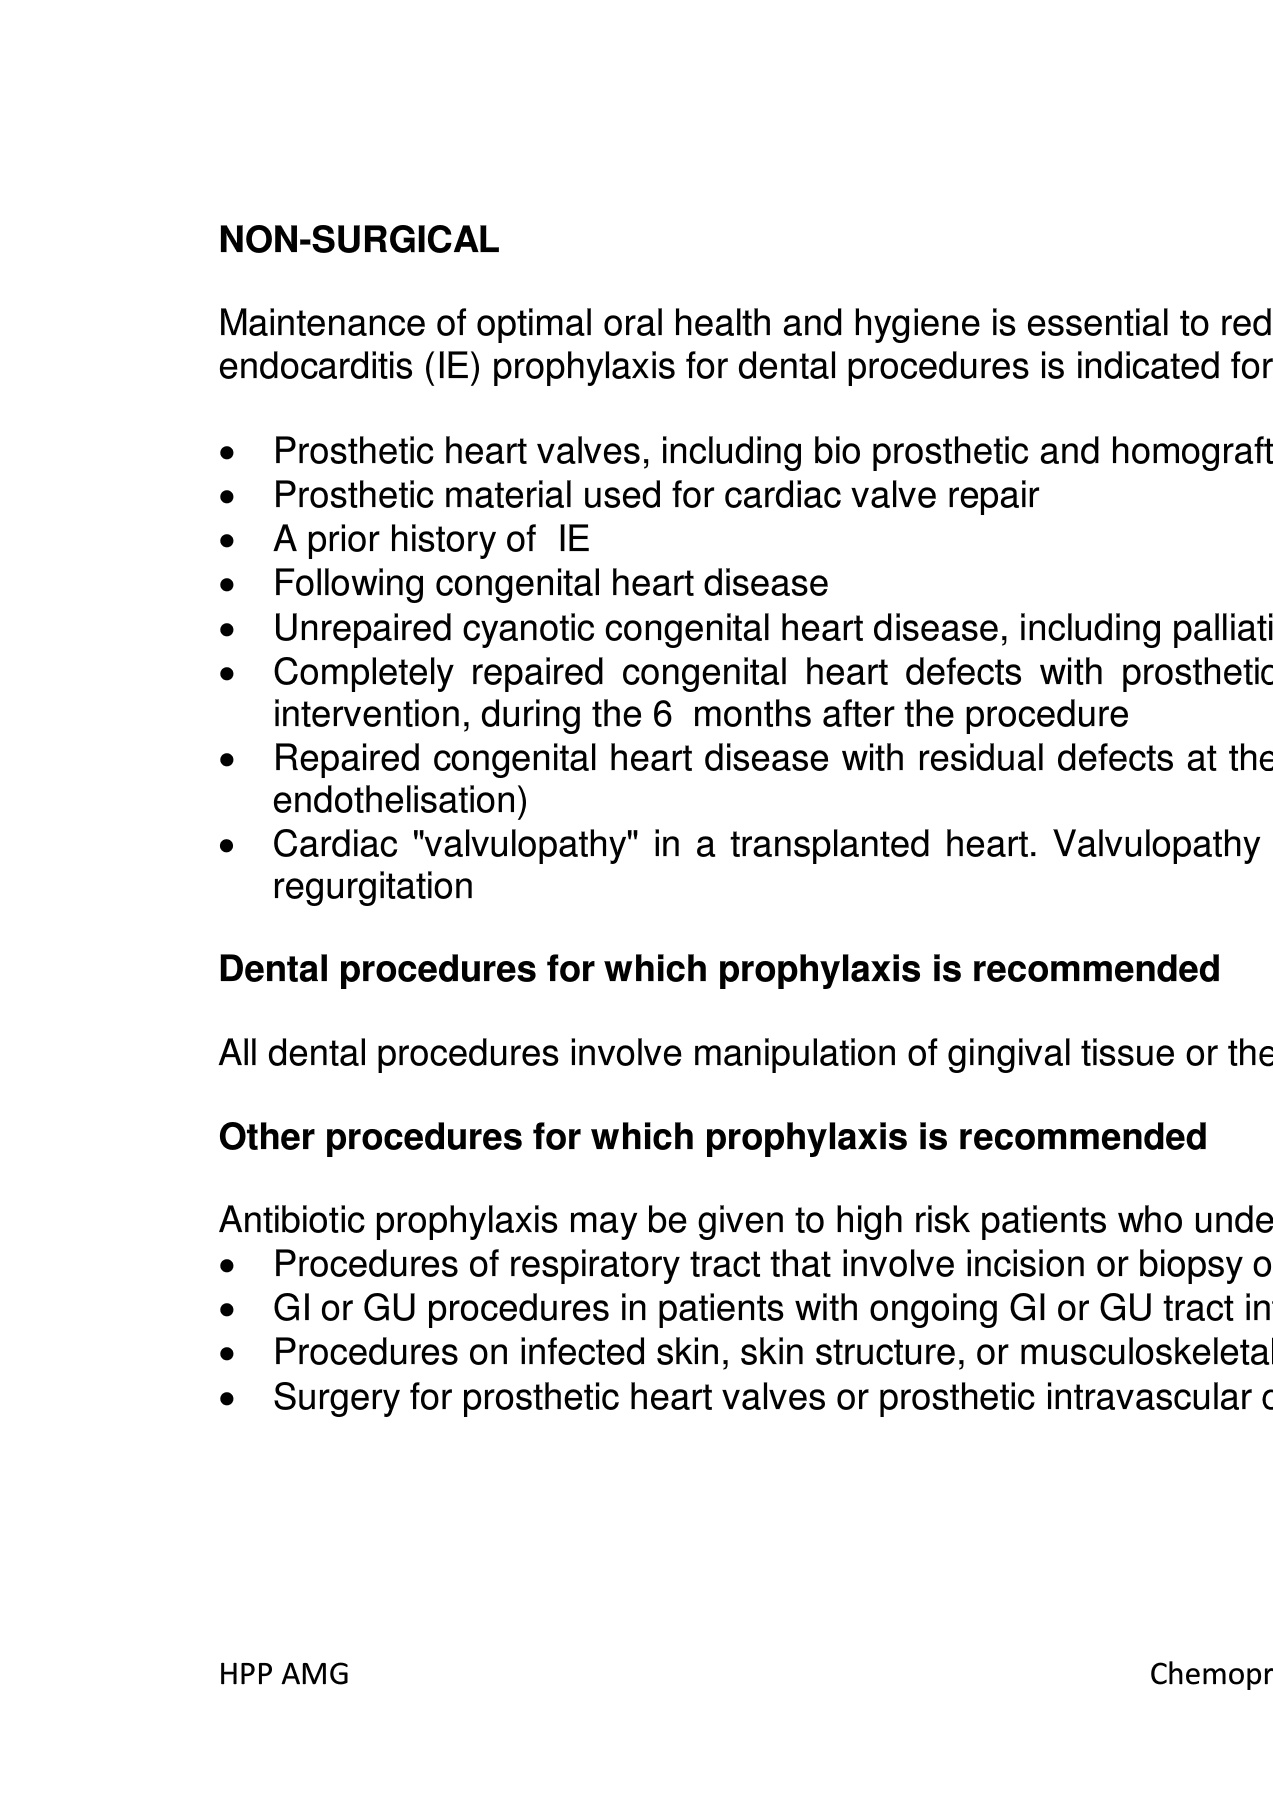 NON-SURGICAL
Maintenance of optimal oral health and hygiene is essential to
endocarditis (IE) prophylaxis for dental procedures is indicated for
• Prosthetic heart valves, including bio prosthetic and homograft
• Prosthetic material used for cardiac valve repair
• A prior history of IE
• Following congenital heart disease
• Unrepaired cyanotic congenital heart disease, including
• Completely repaired congenital heart defects with prosthetic
intervention, during the 6 months after the procedure
• Repaired congenital heart disease with residual defects at the
endothelisation)
• Cardiac "valvulopathy" in a transplanted heart. Valvulopathy
regurgitation
Dental procedures for which prophylaxis is recommended
All dental procedures involve manipulation of gingival tissue or the
Other procedures for which prophylaxis is recommended
Antibiotic prophylaxis may be given to high risk patients who
• Procedures of respiratory tract that involve incision or biopsy
• GI or GU procedures in patients with ongoing GI or GU tract
• Procedures on infected skin, skin structure, or musculoskeletal
• Surgery for prosthetic heart valves or prosthetic intravascular
HPP AMG